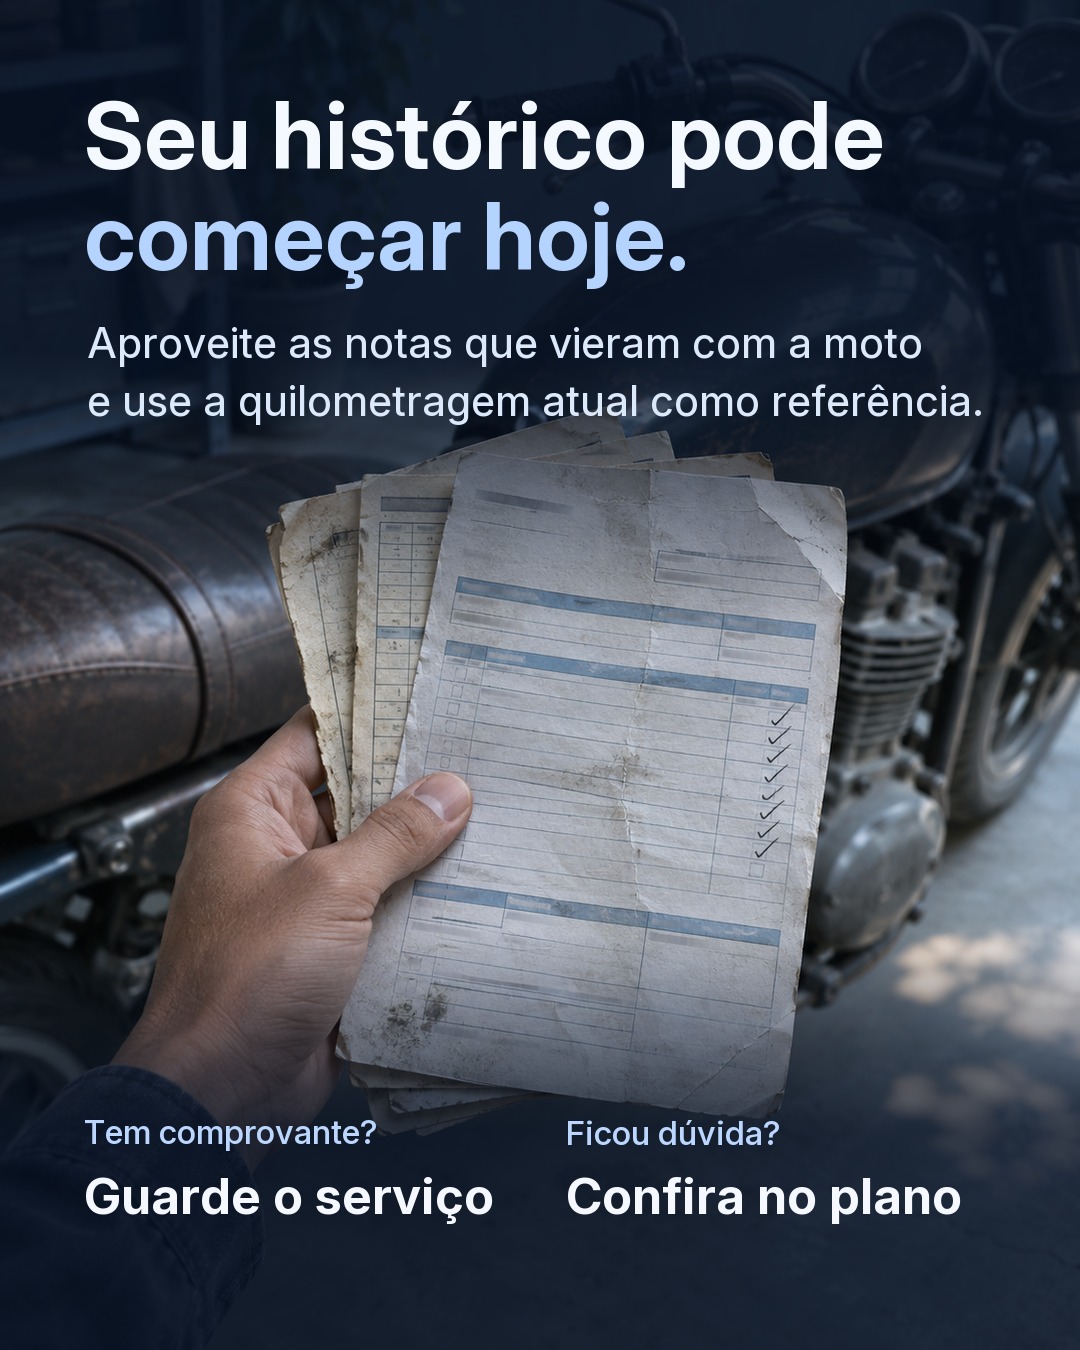 Seu histórico pode
começar hoje.
Aproveite as notas que vieram com a moto
e use a quilometragem atual como referência.
Tem comprovante?
Guarde o serviço
Ficou dúvida?
Confira no plano